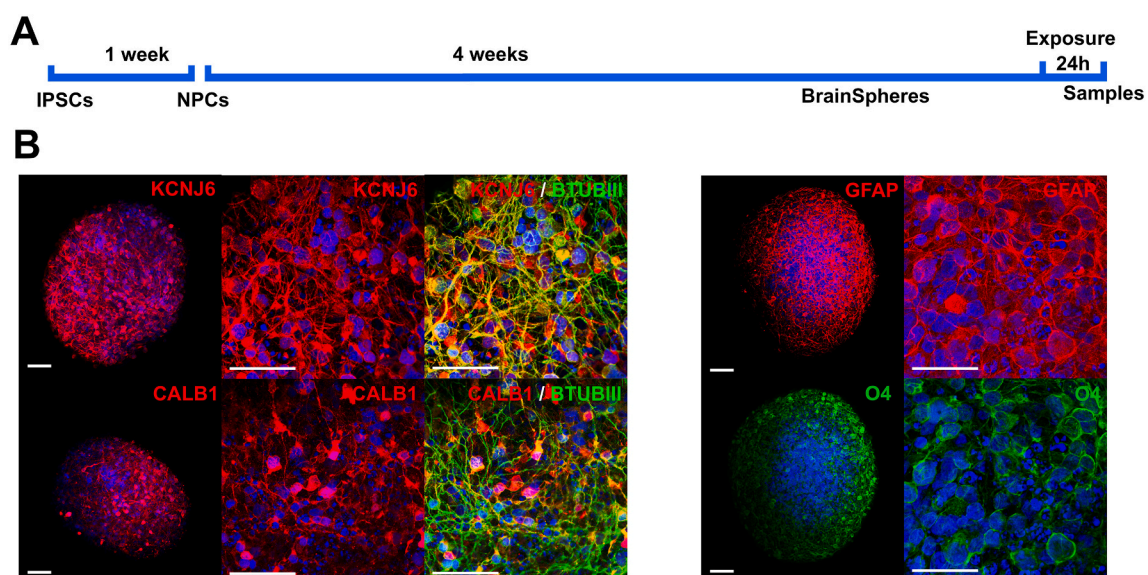 A
1 week
4 weeks
Exposure
24h
IPSCs
NPCs
BrainSpheres
Samples
B
KCNJ6
KCNJ6
KCNJ6 / BTUBIII
GFAP
GFAP
CALB1
CALB1
CALB1 / BTUBIII
O4
O4